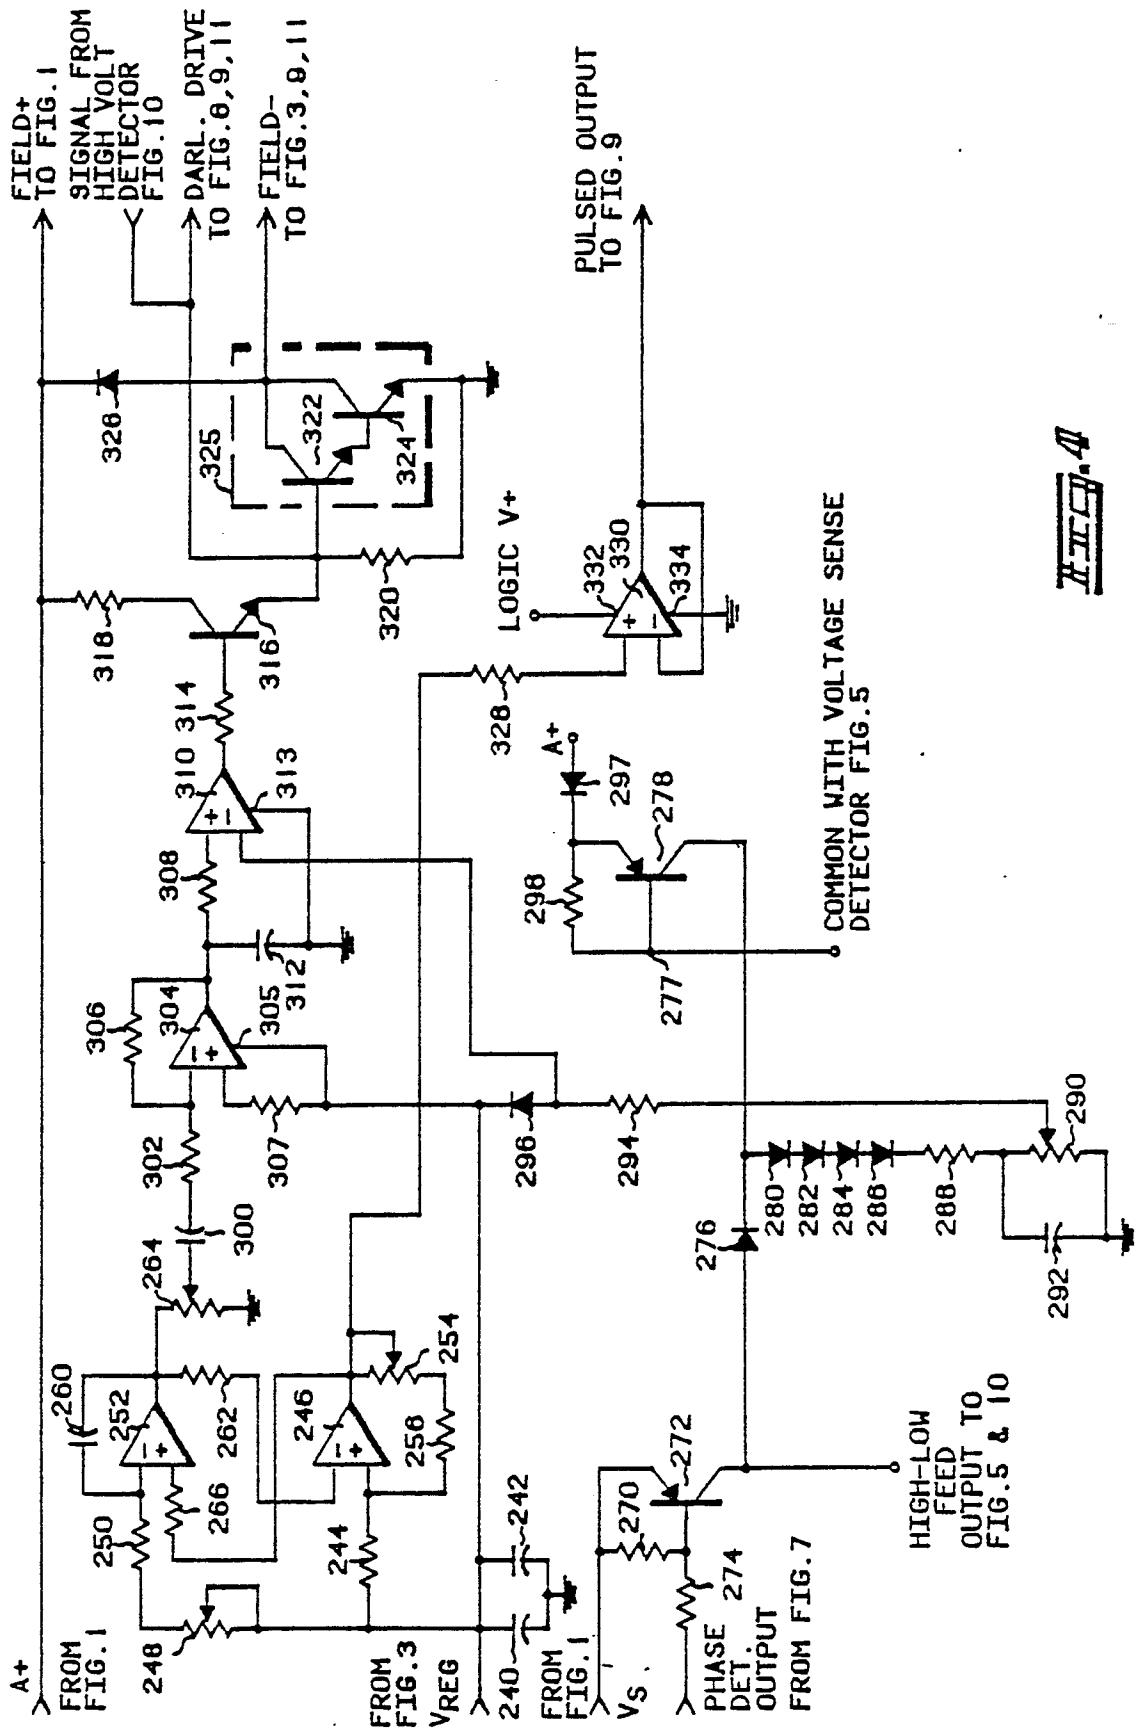 A+
FROM
FIG.1
FIELD+
TO FIG.1
SIGNAL FROM
HIGH VOLT
DETECTOR
FIG.10
DARL. DRIVE
TO FIG.8,9,11
FIELD-
TO FIG.3,9,11
248
250
260
252
-
+
266
262
264
300
302
306
304
-
+
305
307
308
310
+
-
313
312
314
318
316
320
325
322
324
326
FROM
FIG.3
VREG
244
246
-
+
254
256
240
242
296
294
FROM
FIG.1
VS
270
272
274
PHASE
DET.
OUTPUT
FROM FIG.7
HIGH-LOW
FEED
OUTPUT TO
FIG.5 & 10
276
280
282
284
286
288
290
292
A+
297
298
278
277
COMMON WITH VOLTAGE SENSE
DETECTOR FIG.5
LOGIC V+
328
332
330
+
-
334
PULSED OUTPUT
TO FIG.9
FIG.4